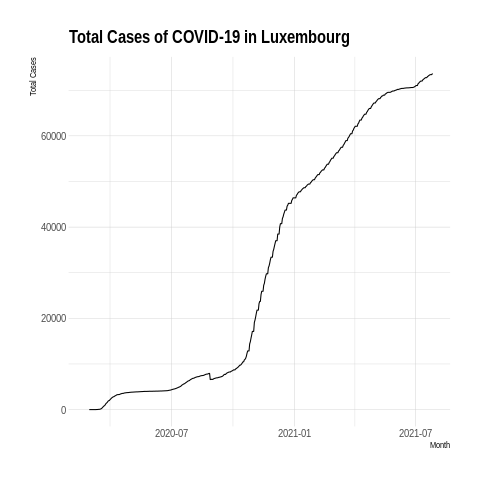 Total Cases of COVID-19 in Luxembourg
Total Cases
60000
40000
20000
0
2020-07
2021-01
2021-07
Month